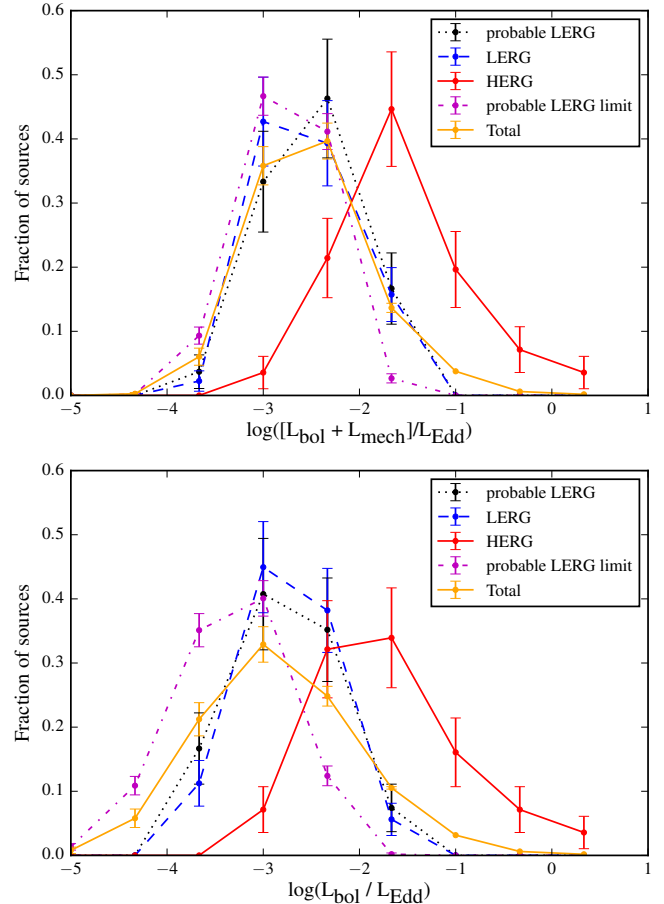 0.6
0.5
0.4
0.3
0.2
0.1
0.0
Fraction of sources
probable LERG
LERG
HERG
probable LERG limit
Total
−5 −4 −3 −2 −1 0 1
log([L_bol + L_mech]/L_Edd)
0.6
0.5
0.4
0.3
0.2
0.1
0.0
Fraction of sources
probable LERG
LERG
HERG
probable LERG limit
Total
−5 −4 −3 −2 −1 0 1
log(L_bol / L_Edd)